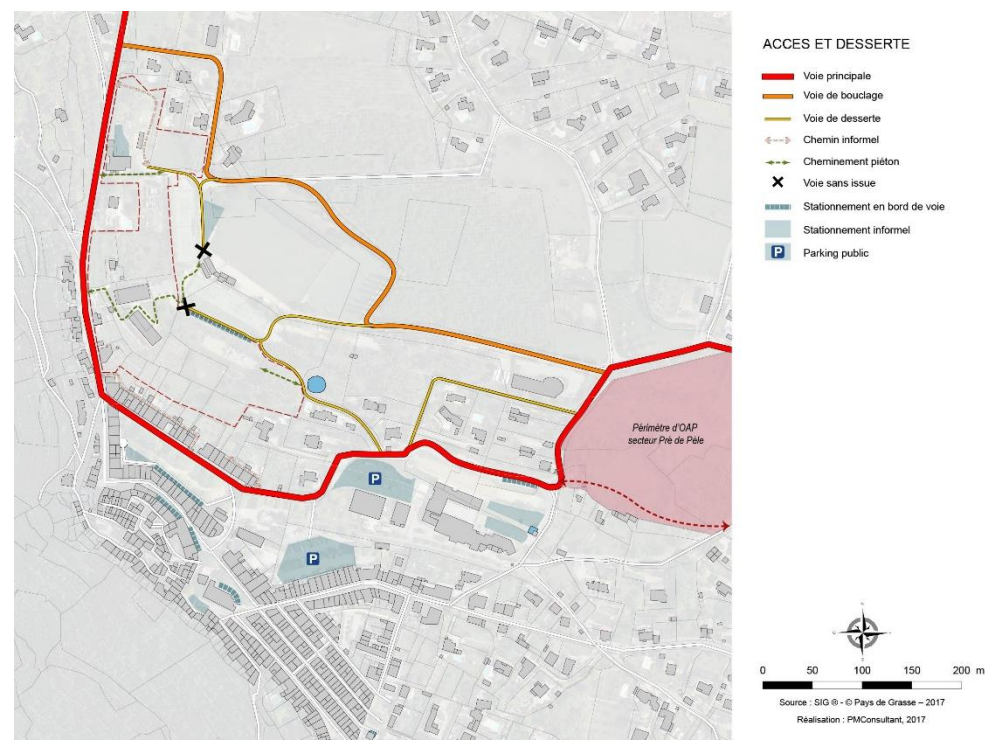 ACCES ET DESSERTE
Voie principale
Voie de bouclage
Voie de desserte
Chemin informel
Cheminement piéton
Voie sans issue
Stationnement en bord de voie
Stationnement informel
P Parking public
Périmètre d'OAP
secteur Pré de Pèle
P
P
0 50 100 150 200 m
Source : SIG ® - © Pays de Grasse – 2017
Réalisation : PMConsultant, 2017